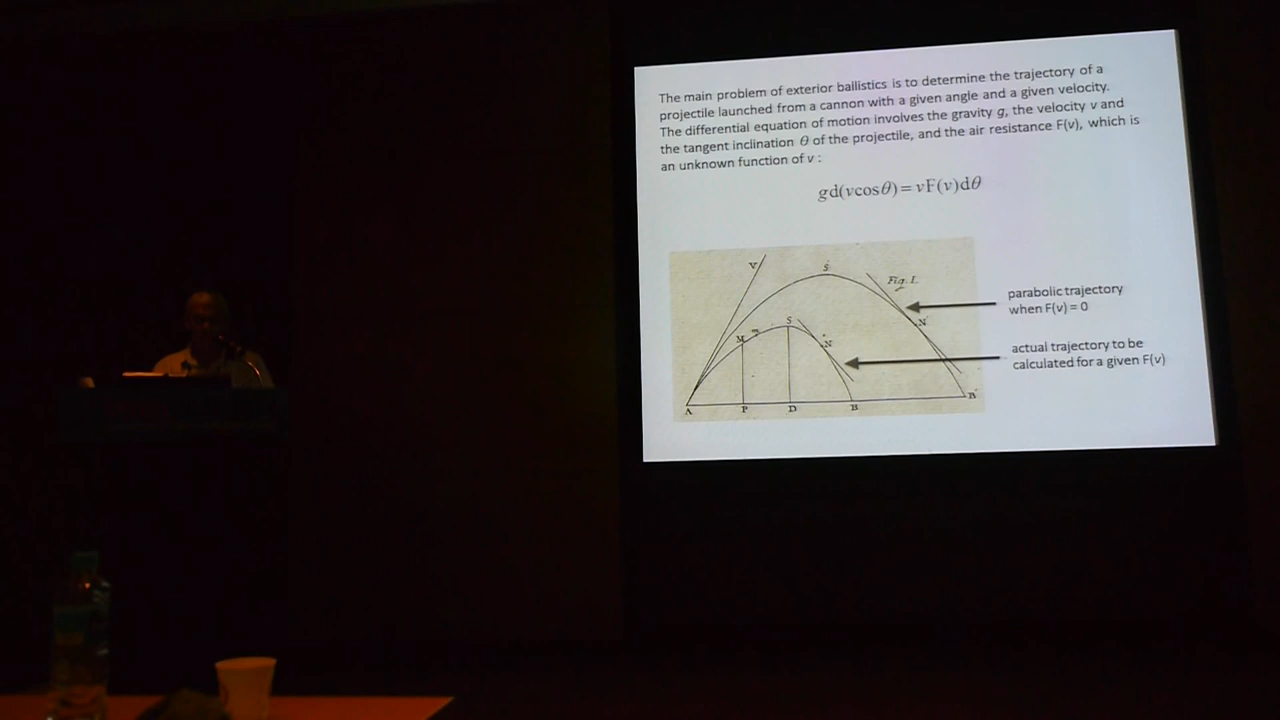 The main problem of exterior ballistics is to determine the trajectory of a
projectile launched from a cannon with a given angle and a given velocity.
The differential equation of motion involves the gravity g, the velocity v and
the tangent inclination θ of the projectile, and the air resistance F(v), which is
an unknown function of v :
gd(vcosθ) = vF(v)dθ
V
S'
Fig. 1.
parabolic trajectory
when F(v) = 0
N'
M
m
S
N
actual trajectory to be
calculated for a given F(v)
A
P
D
B
B'